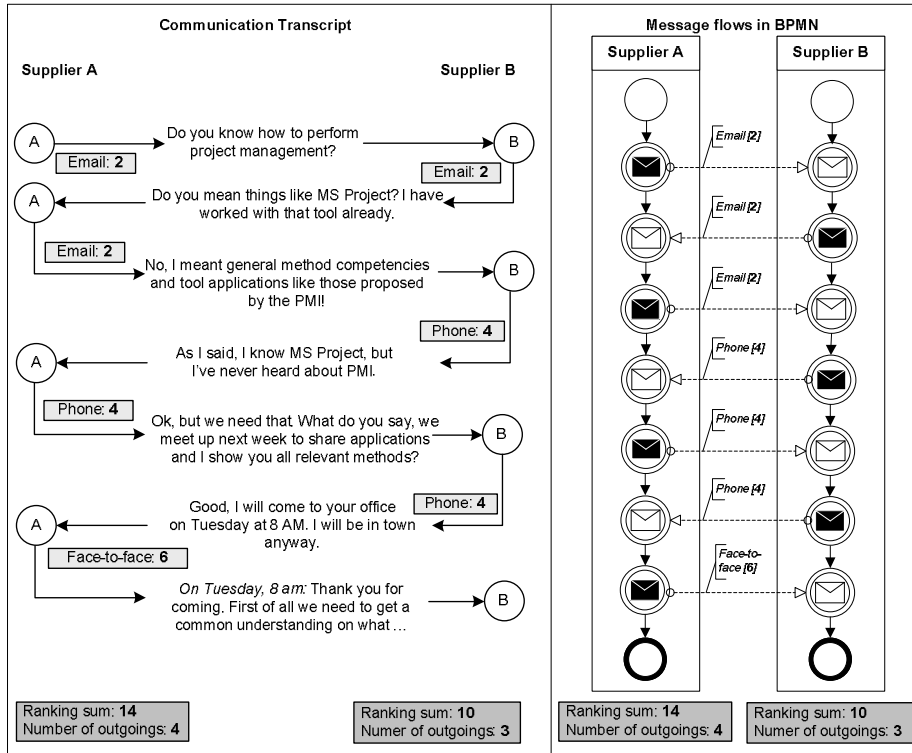 Communication Transcript
Supplier A
Supplier B
A
Do you know how to perform
project management?
B
Email: 2
Email: 2
A
Do you mean things like MS Project? I have
worked with that tool already.
Email: 2
No, I meant general method competencies
and tool applications like those proposed
by the PMI!
B
Phone: 4
A
As I said, I know MS Project, but
I've never heard about PMI.
Phone: 4
Ok, but we need that. What do you say, we
meet up next week to share applications
and I show you all relevant methods?
B
Phone: 4
A
Good, I will come to your office
on Tuesday at 8 AM. I will be in town
anyway.
Face-to-face: 6
On Tuesday, 8 am: Thank you for
coming. First of all we need to get a
common understanding on what ...
B
Ranking sum: 14
Number of outgoings: 4
Ranking sum: 10
Numer of outgoings: 3
Message flows in BPMN
Supplier A
Supplier B
Email [2]
Email [2]
Email [2]
Phone [4]
Phone [4]
Phone [4]
Face-to-
face [6]
Ranking sum: 14
Number of outgoings: 4
Ranking sum: 10
Number of outgoings: 3